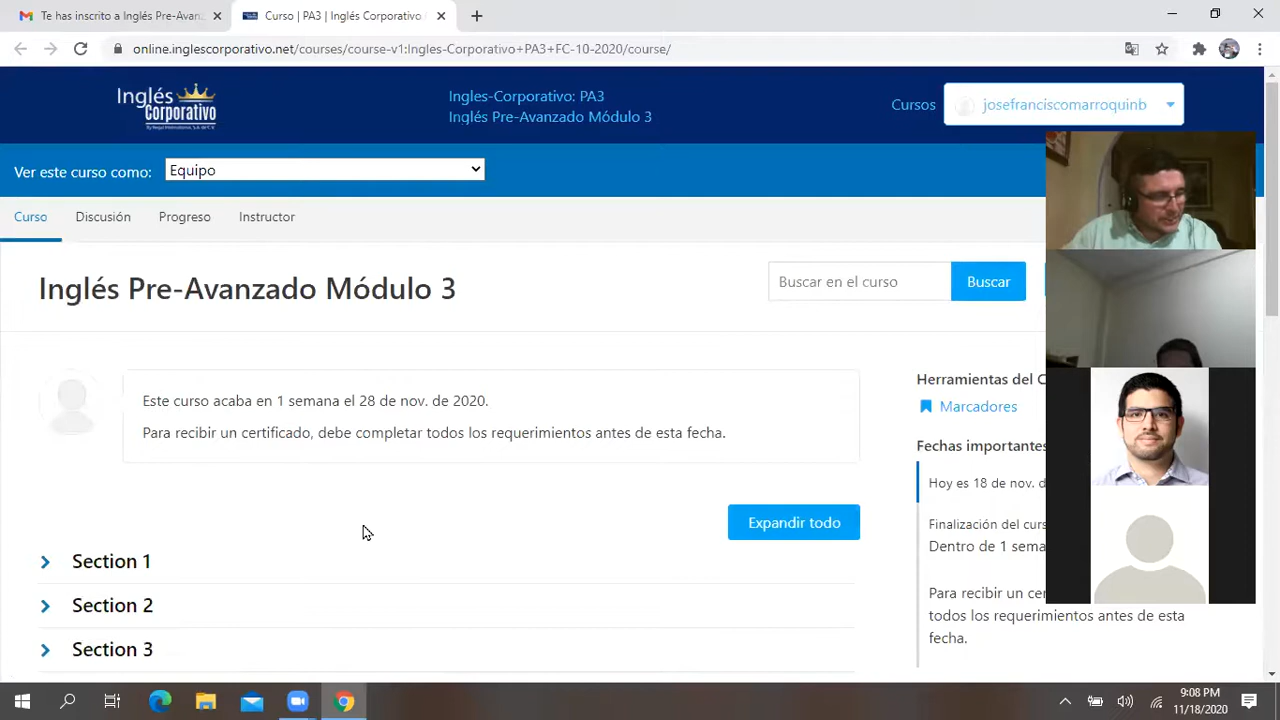 Te has inscrito a Inglés Pre-Avan
Curso | PA3 | Inglés Corporativo
online.inglescorporativo.net/courses/course-v1:Ingles-Corporativo+PA3+FC-10-2020/course/
Inglés
Corporativo
Ingles-Corporativo: PA3
Inglés Pre-Avanzado Módulo 3
Cursos
josefranciscomarroquinb
Ver este curso como:
Equipo
Curso
Discusión
Progreso
Instructor
Inglés Pre-Avanzado Módulo 3
Buscar en el curso
Buscar
Este curso acaba en 1 semana el 28 de nov. de 2020.
Para recibir un certificado, debe completar todos los requerimientos antes de esta fecha.
Expandir todo
Section 1
Section 2
Section 3
Herramientas del C
Marcadores
Fechas importantes
Hoy es 18 de nov. d
Finalización del curs
Dentro de 1 sema
Para recibir un cer
todos los requerimientos antes de esta
fecha.
9:08 PM
11/18/2020